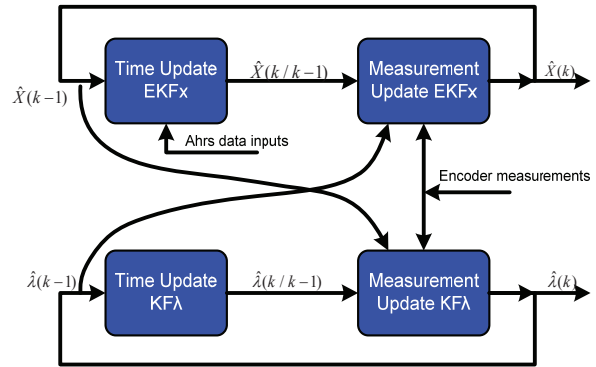 Time Update
EKFx
X̂(k/k−1)
Measurement
Update EKFx
X̂(k)
X̂(k−1)
Ahrs data inputs
Encoder measurements
λ̂(k−1)
Time Update
KFλ
λ̂(k/k−1)
Measurement
Update KFλ
λ̂(k)